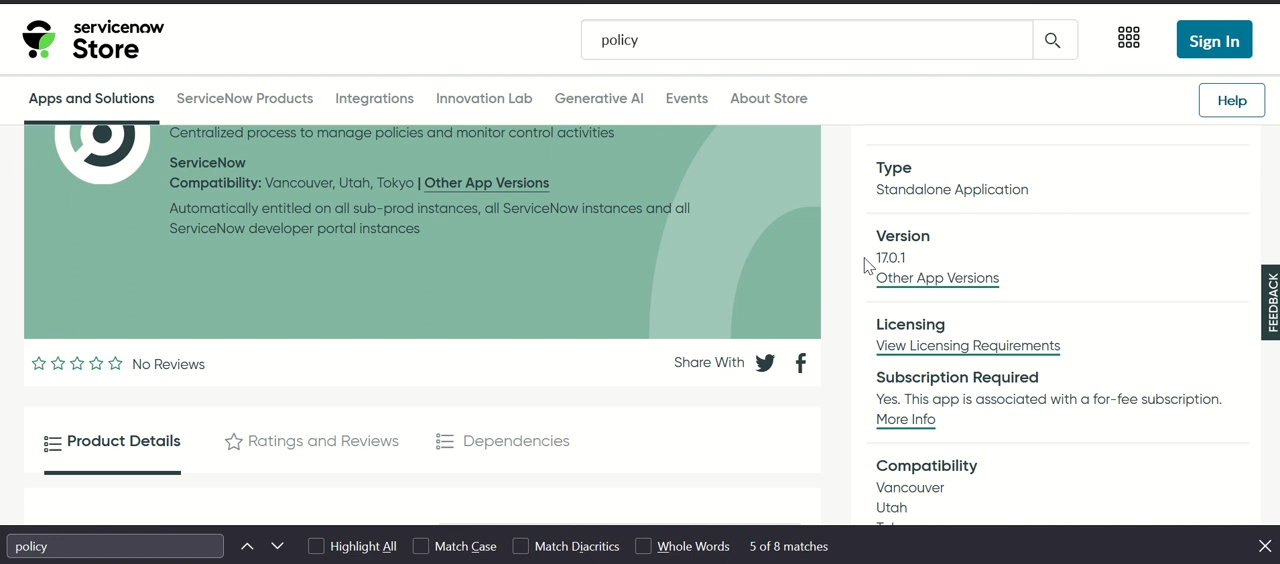 servicenow
Store
policy
Sign In
Apps and Solutions
ServiceNow Products
Integrations
Innovation Lab
Generative AI
Events
About Store
Help
Centralized process to manage policies and monitor control activities
ServiceNow
Compatibility: Vancouver, Utah, Tokyo | Other App Versions
Automatically entitled on all sub-prod instances, all ServiceNow instances and all
ServiceNow developer portal instances
No Reviews
Share With
Product Details
Ratings and Reviews
Dependencies
Type
Standalone Application
Version
17.0.1
Other App Versions
Licensing
View Licensing Requirements
Subscription Required
Yes. This app is associated with a for-fee subscription.
More Info
Compatibility
Vancouver
Utah
FEEDBACK
policy
Highlight All
Match Case
Match Diacritics
Whole Words
5 of 8 matches